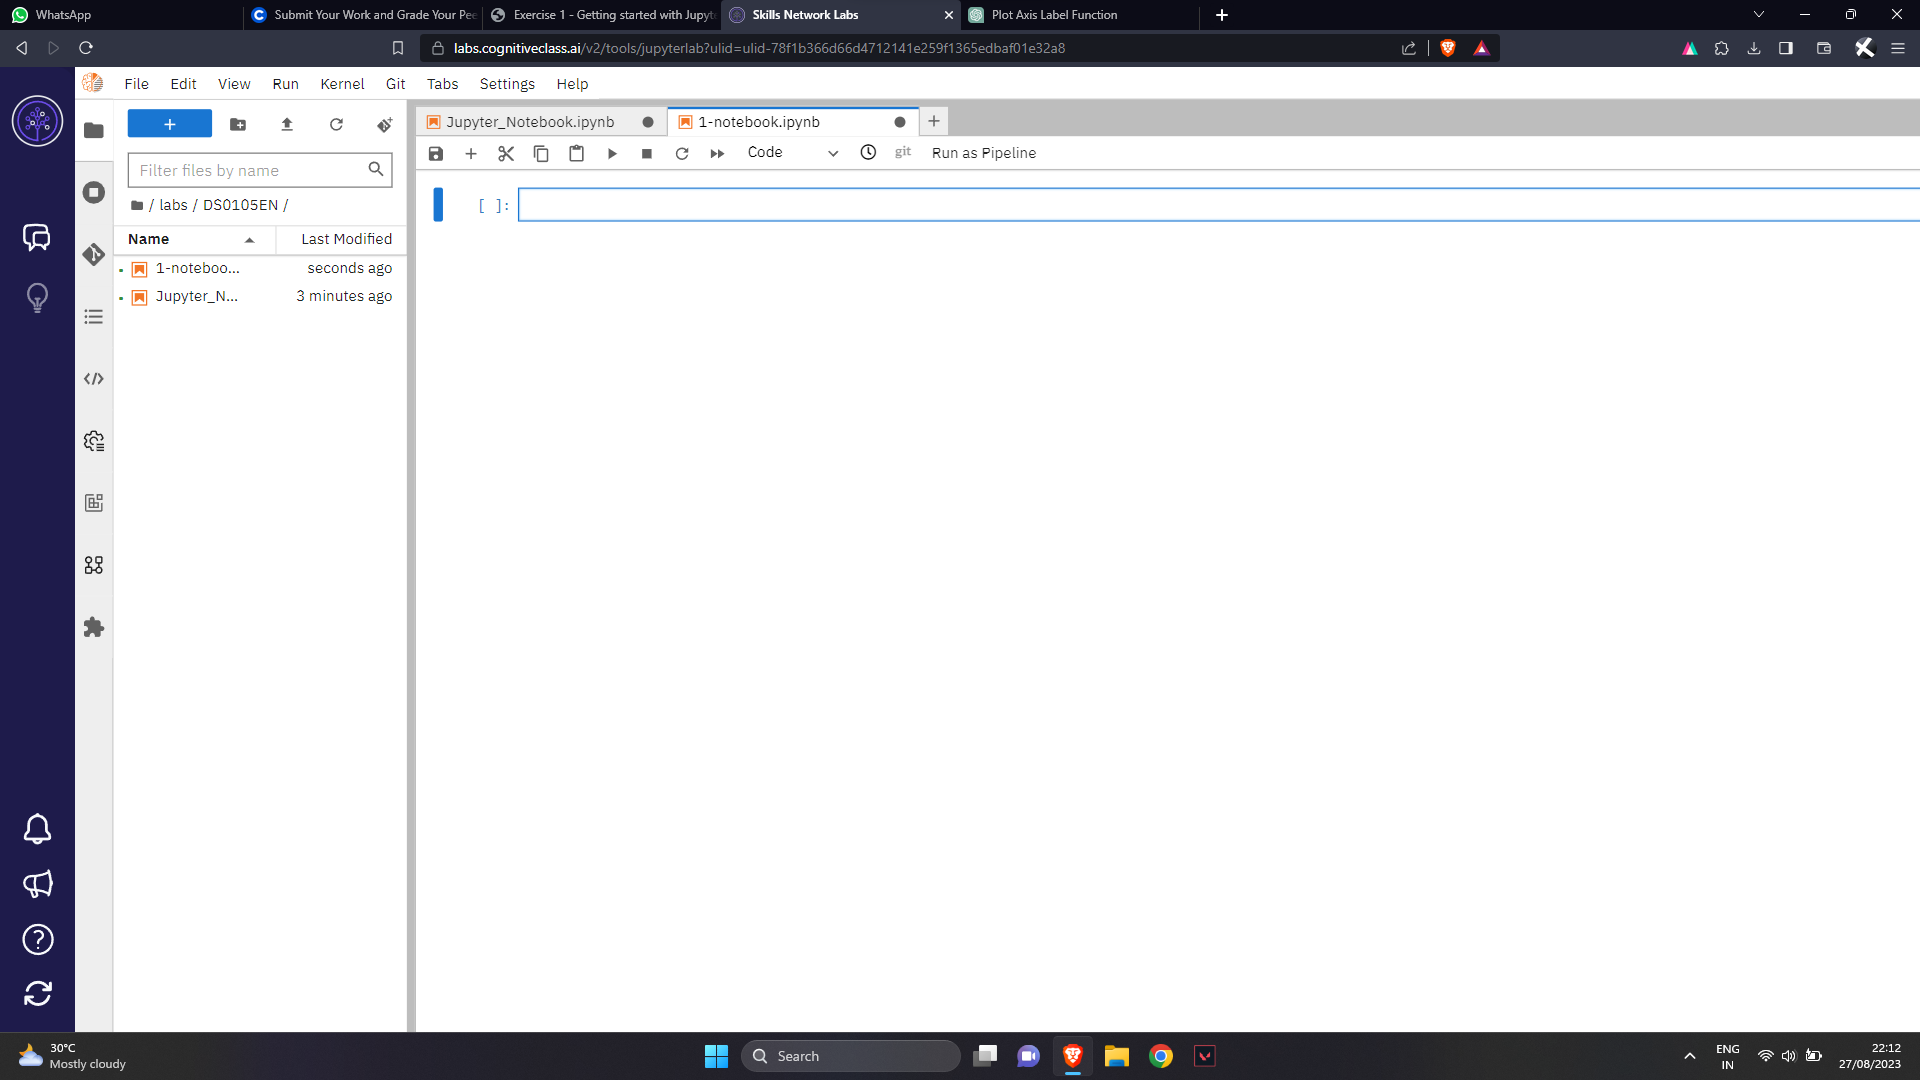 WhatsApp
Submit Your Work and Grade Your Pee
Exercise 1 - Getting started with Jupyt
Skills Network Labs
Plot Axis Label Function
labs.cognitiveclass.ai/v2/tools/jupyterlab?ulid=ulid-78f1b366d66d4712141e259f1365edbaf01e32a8
File Edit View Run Kernel Git Tabs Settings Help
Jupyter_Notebook.ipynb
1-notebook.ipynb
Code
git
Run as Pipeline
Filter files by name
/ labs / DS0105EN /
Name Last Modified
1-noteboo... seconds ago
Jupyter_N... 3 minutes ago
[ ]:
30°C
Mostly cloudy
Search
ENG
IN
22:12
27/08/2023